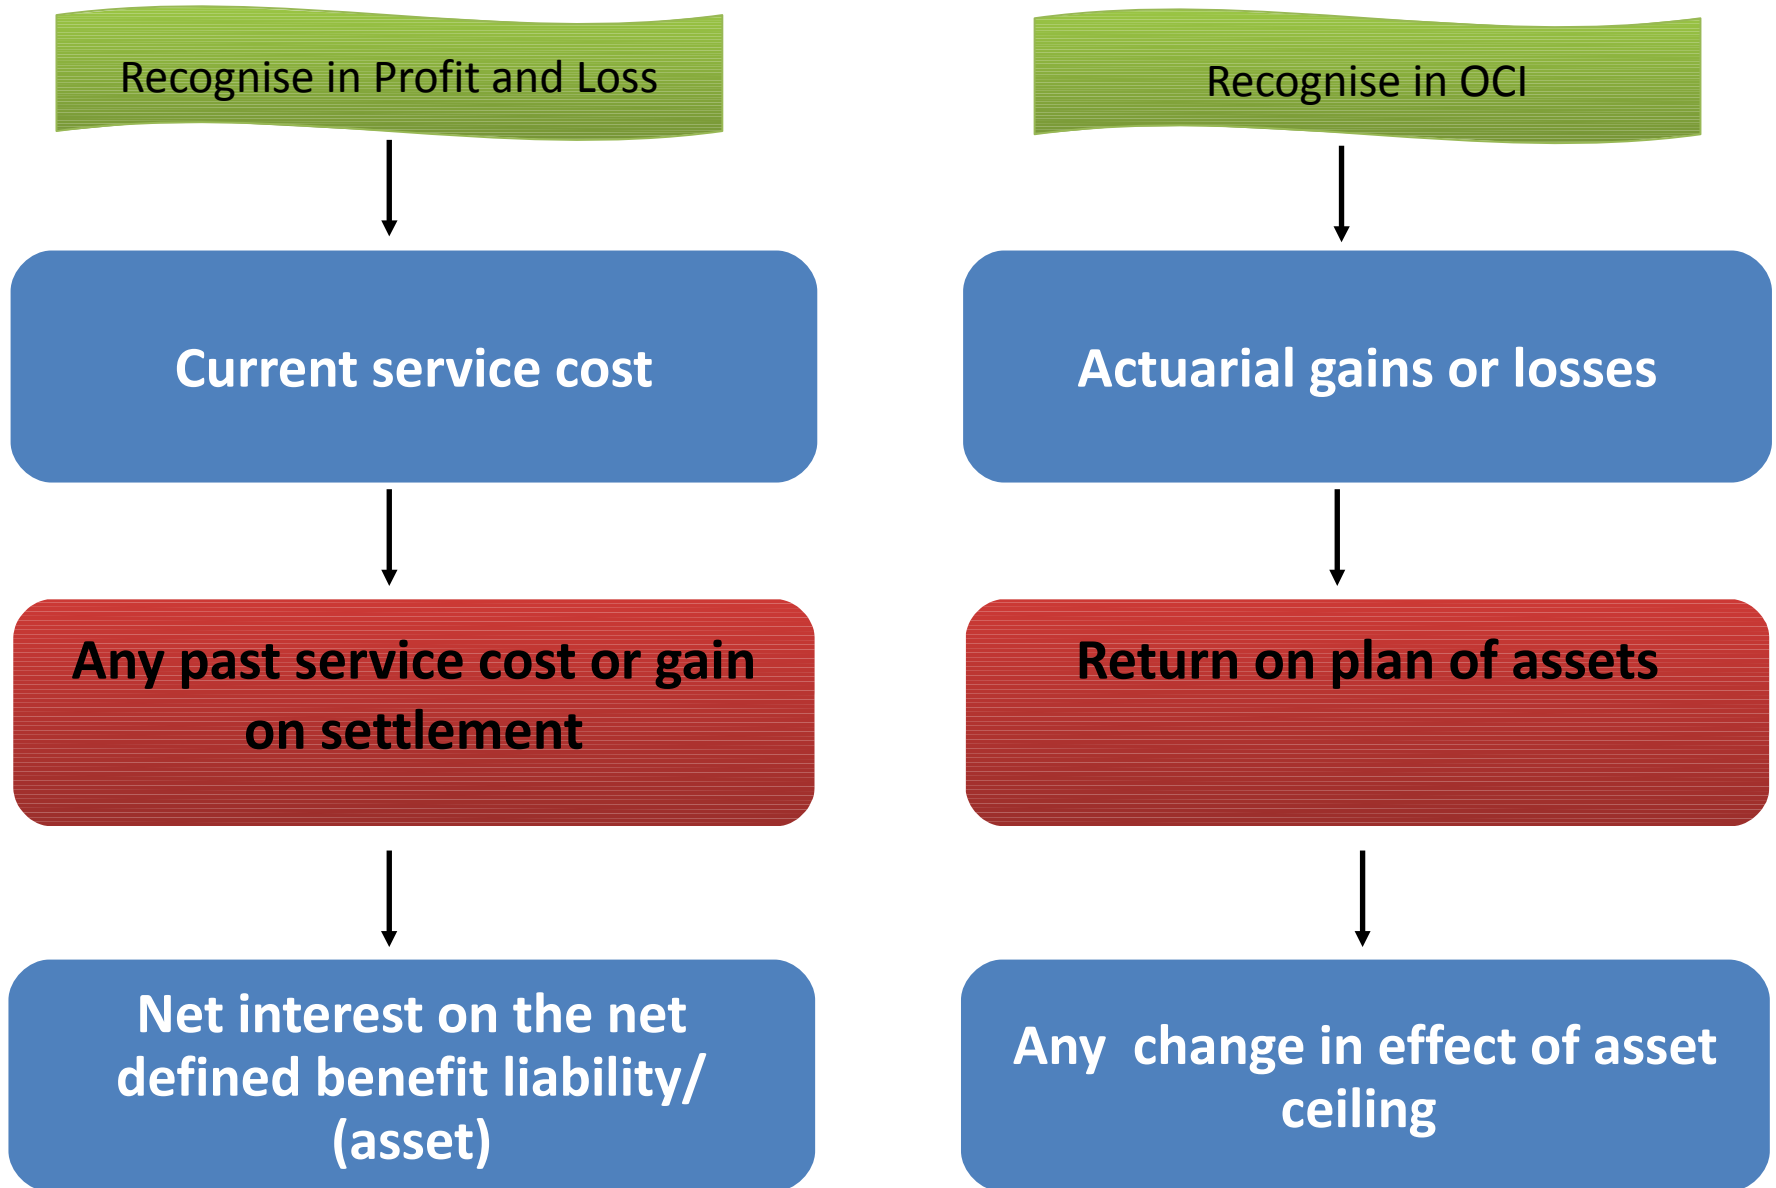 Recognise in Profit and Loss
Current service cost
Any past service cost or gain
on settlement
Net interest on the net
defined benefit liability/
(asset)
Recognise in OCI
Actuarial gains or losses
Return on plan of assets
Any  change in effect of asset
ceiling